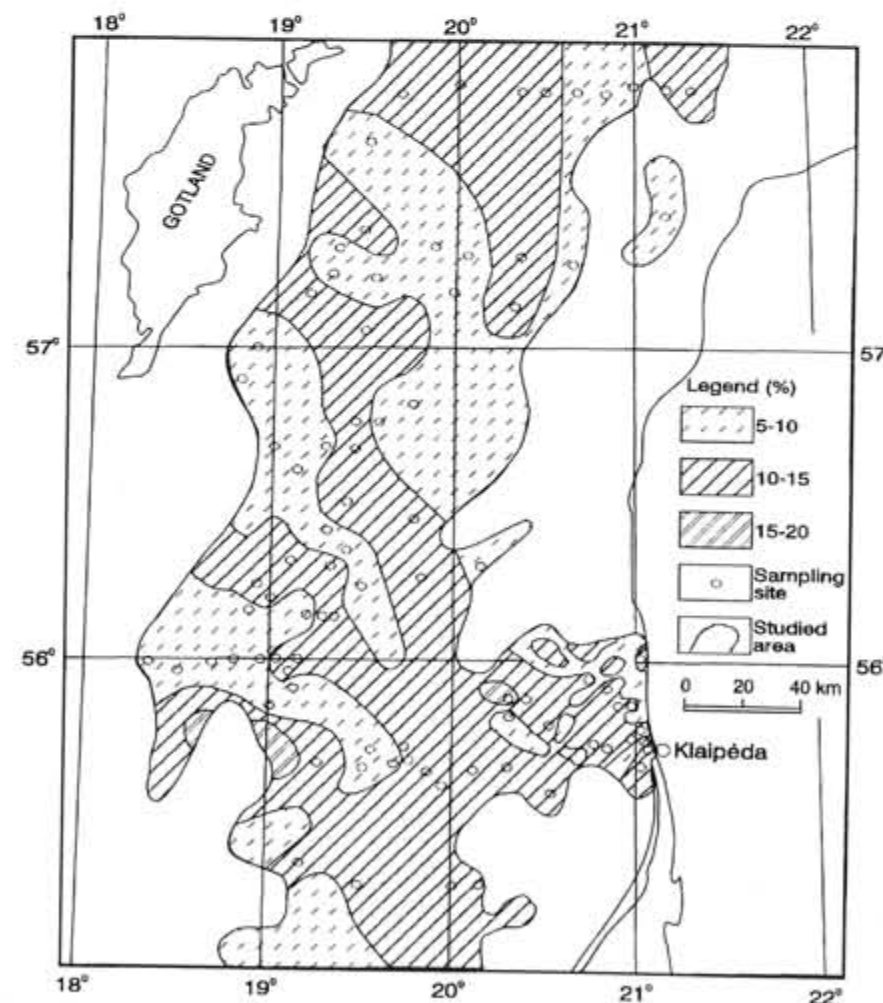 18° 19° 20° 21° 22°
GOTLAND
57° 57
Legend (%)
5-10
10-15
15-20
Sampling
site
Studied
area
56° 56
0 20 40 km
Klaipéda
18° 19° 20° 21° 22°